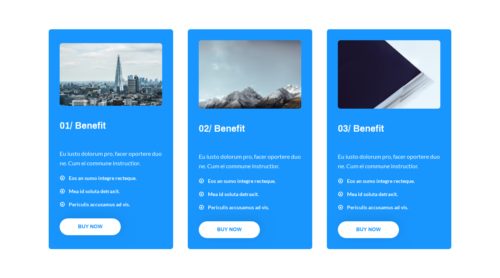 01/ Benefit
Eu iusto dolorum pro, facer oportere duo
ne. Cum ei commune instructior.
Eos an sumo integre recteque.
Mea id soluta detraxit.
Periculis accusamus ad vis.
BUY NOW
02/ Benefit
Eu iusto dolorum pro, facer oportere duo
ne. Cum ei commune instructior.
Eos an sumo integre recteque.
Mea id soluta detraxit.
Periculis accusamus ad vis.
BUY NOW
03/ Benefit
Eu iusto dolorum pro, facer oportere duo
ne. Cum ei commune instructior.
Eos an sumo integre recteque.
Mea id soluta detraxit.
Periculis accusamus ad vis.
BUY NOW